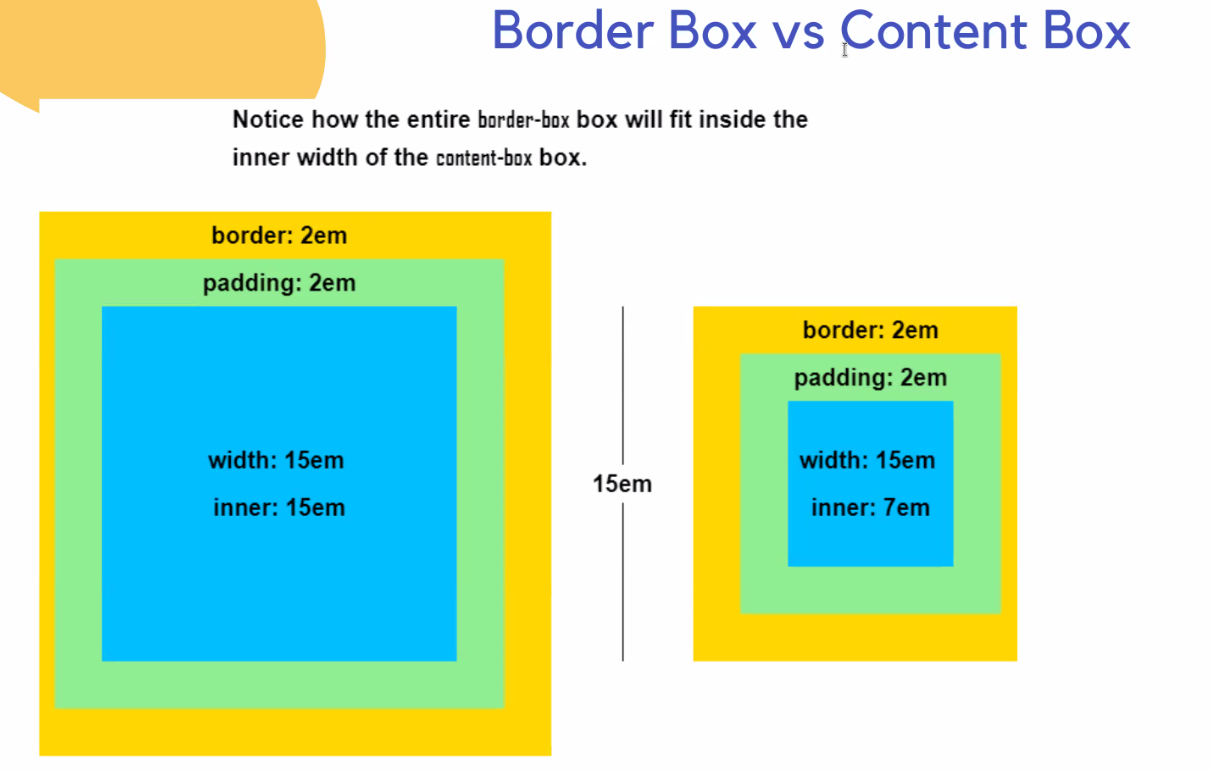 Border Box vs Content Box
Notice how the entire border-box box will fit inside the
inner width of the content-box box.
border: 2em
padding: 2em
width: 15em
inner: 15em
15em
border: 2em
padding: 2em
width: 15em
inner: 7em